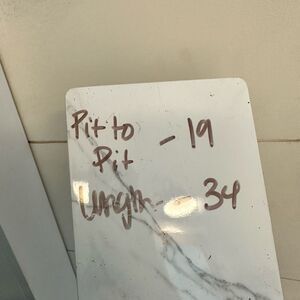 Pit to - 19
Pit
Length - 34